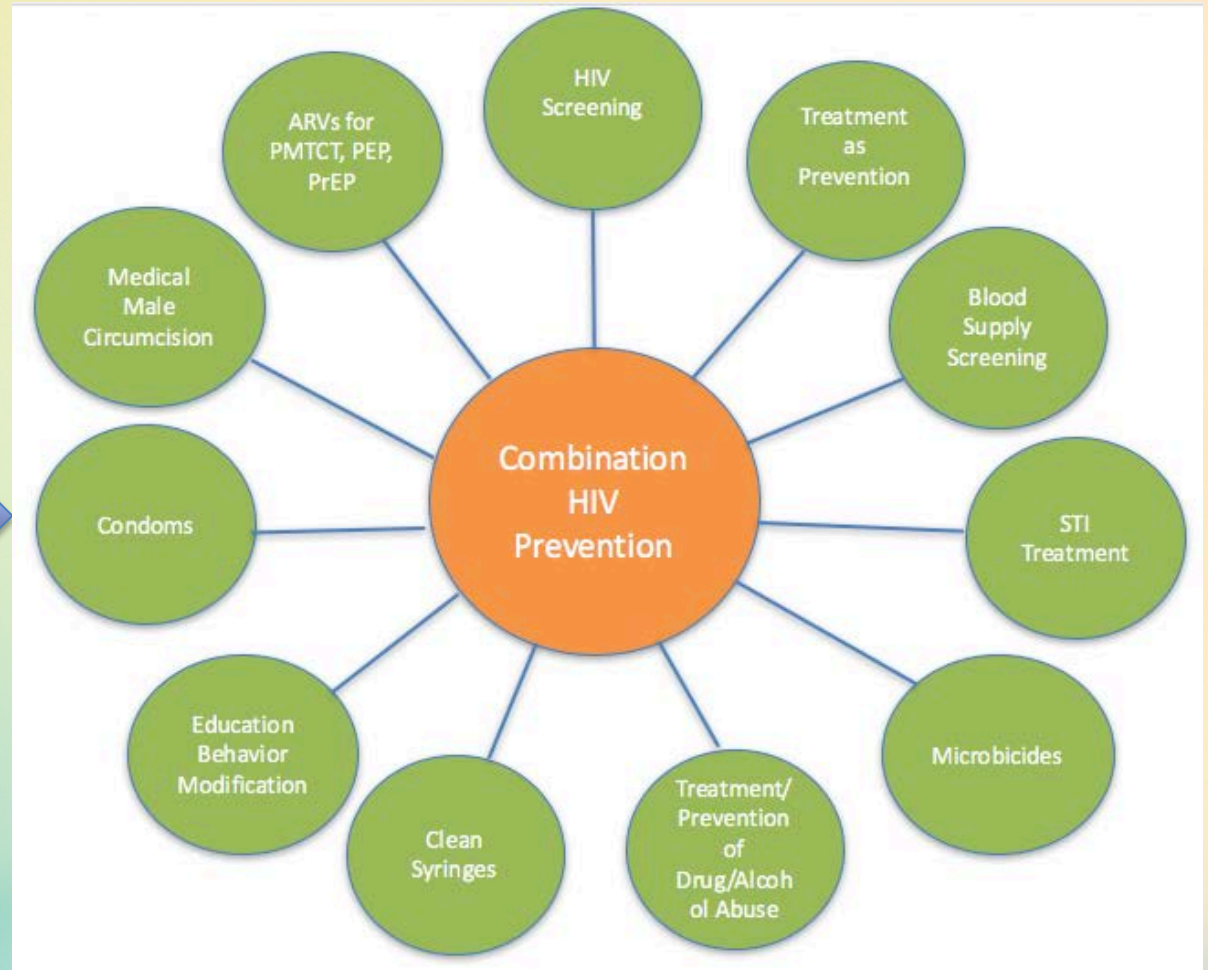 Combination
HIV
Prevention
HIV
Screening
Treatment
as
Prevention
Blood
Supply
Screening
STI
Treatment
Microbicides
Treatment/
Prevention
of
Drug/Alcoh
ol Abuse
Clean
Syringes
Education
Behavior
Modification
Condoms
Medical
Male
Circumcision
ARVs for
PMTCT, PEP,
PrEP